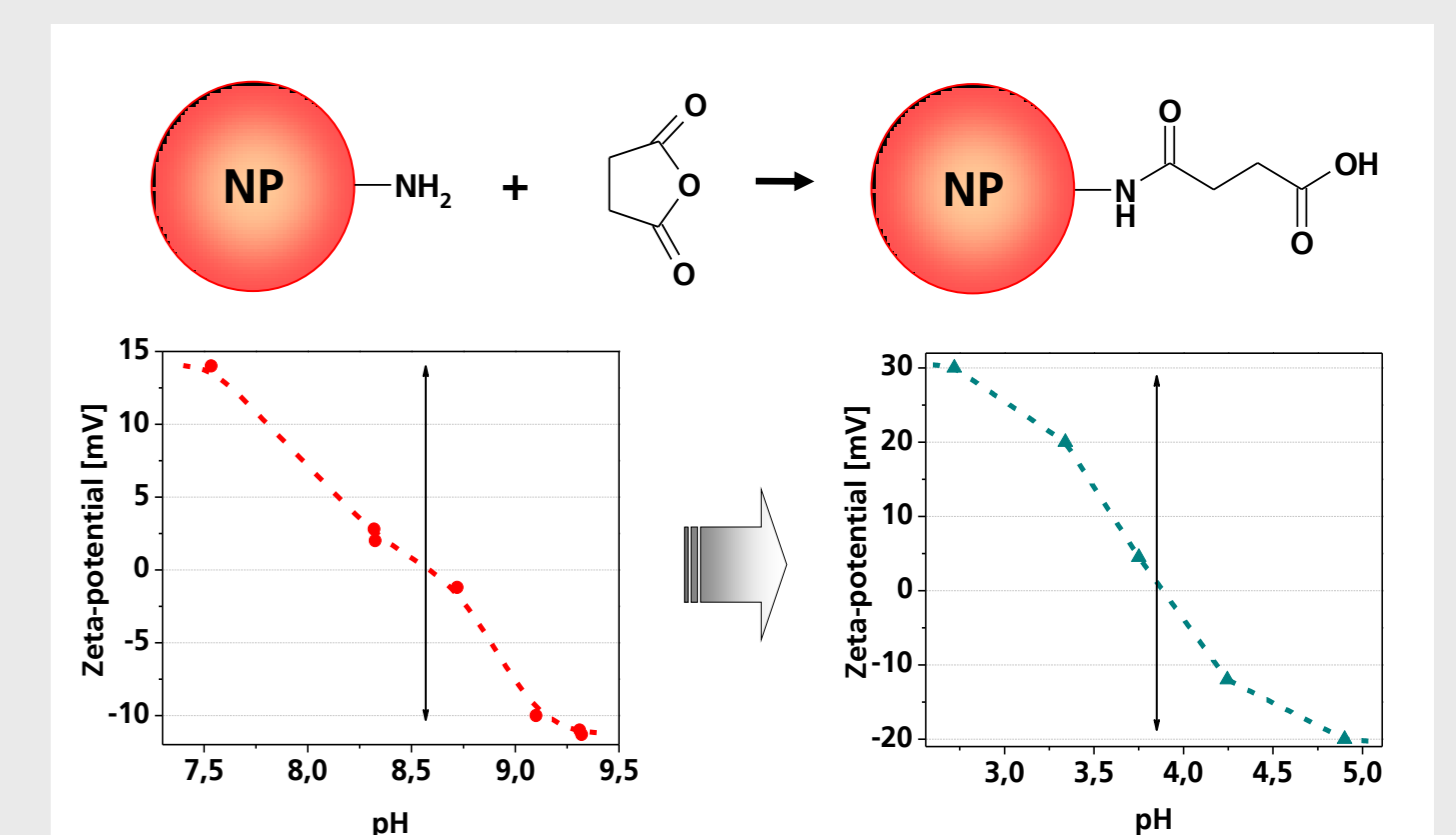 NP
NH2
+
O
O
O
NP
N
H
O
OH
O
Zeta-potential [mV]
15
10
5
0
-5
-10
7,5 8,0 8,5 9,0 9,5
pH
Zeta-potential [mV]
30
20
10
0
-10
-20
3,0 3,5 4,0 4,5 5,0
pH